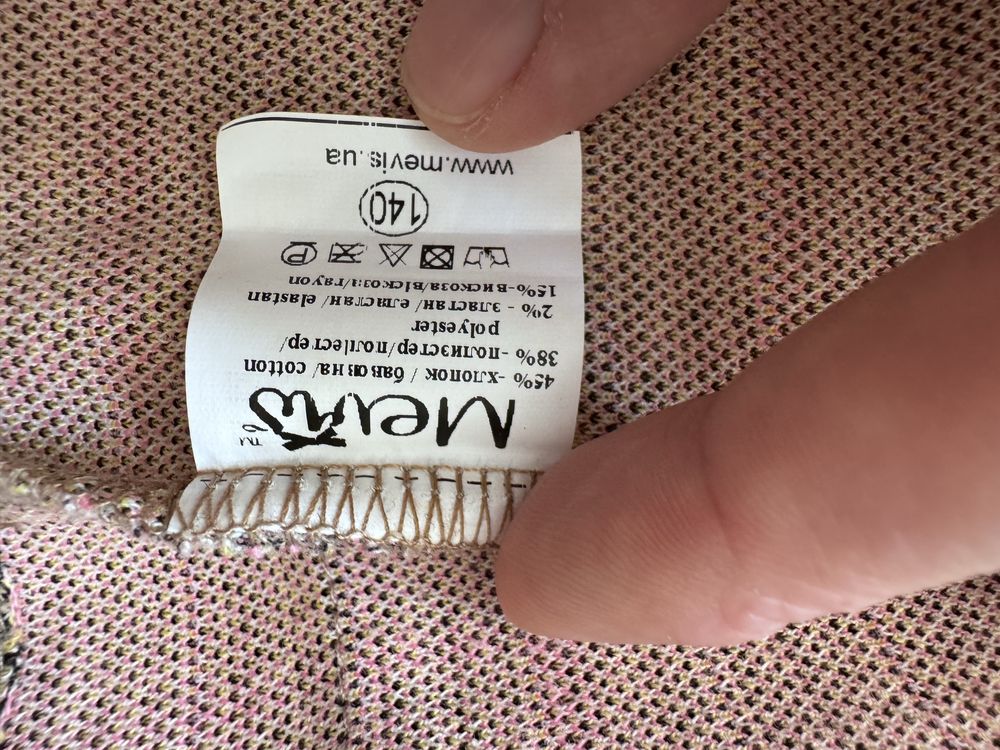 Mevis™
45% -хлопок / бавовна/ cotton
38% -полиэстер/поліестер/
polyester
2% - эластан/ еластан/ elastan
15%-вискоза/віскоза/rayon
P
140
www.mevis.ua